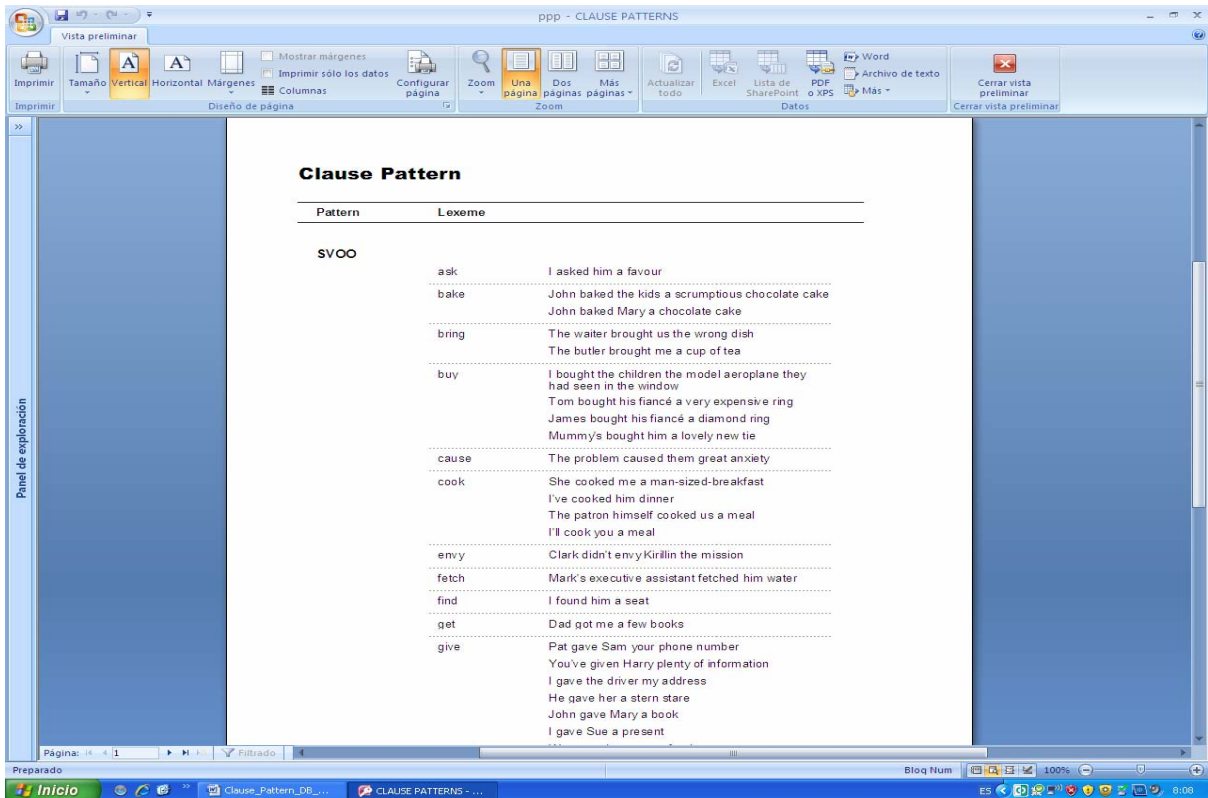 ppp - CLAUSE PATTERNS
Vista preliminar
Imprimir
Tamaño
Vertical
Horizontal
Márgenes
Mostrar márgenes
Imprimir sólo los datos
Columnas
Configurar página
Zoom
Una página
Dos páginas
Más páginas
Actualizar todo
Excel
Lista de SharePoint
PDF o XPS
Word
Archivo de texto
Más
Cerrar vista preliminar
Imprimir
Diseño de página
Zoom
Datos
Cerrar vista preliminar
Panel de exploración
Clause Pattern
Pattern Lexeme
SVOO
ask I asked him a favour
bake John baked the kids a scrumptious chocolate cake
John baked Mary a chocolate cake
bring The waiter brought us the wrong dish
The butler brought me a cup of tea
buy I bought the children the model aeroplane they
had seen in the window
Tom bought his fiancé a very expensive ring
James bought his fiancé a diamond ring
Mummy's bought him a lovely new tie
cause The problem caused them great anxiety
cook She cooked me a man-sized-breakfast
I've cooked him dinner
The patron himself cooked us a meal
I'll cook you a meal
envy Clark didn't envy Kirillin the mission
fetch Mark's executive assistant fetched him water
find I found him a seat
get Dad got me a few books
give Pat gave Sam your phone number
You've given Harry plenty of information
I gave the driver my address
He gave her a stern stare
John gave Mary a book
I gave Sue a present
Página: 1 Filtrado
Preparado Bloq Num 100%
Inicio Clause_Pattern_DB_... CLAUSE PATTERNS - ... ES 8:08